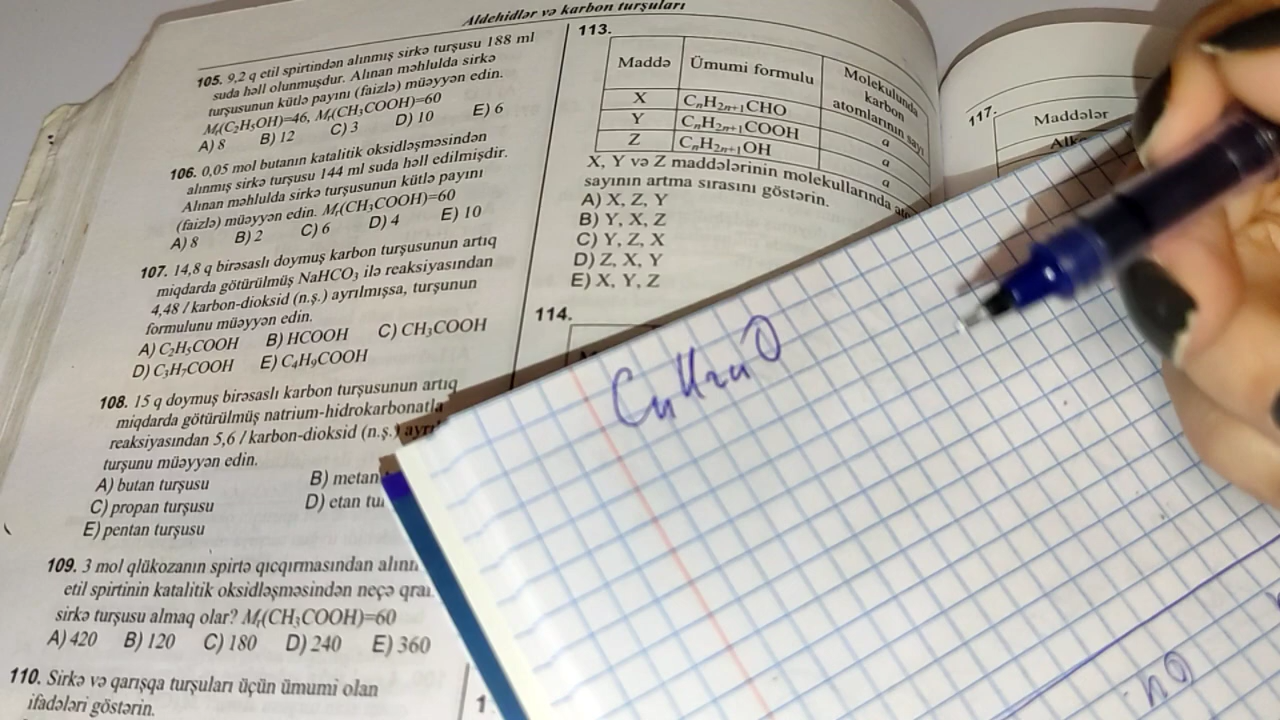 Aldehidlər və karbon turşuları
105. 9,2 q etil spirtindən alınmış sirkə turşusu 188 ml
suda həll olunmuşdur. Alınan məhlulda sirkə
turşusunun kütlə payını (faizlə) müəyyən edin.
Mr(C2H5OH)=46, Mr(CH3COOH)=60
A) 8 B) 12 C) 3 D) 10 E) 6
106. 0,05 mol butanın katalitik oksidləşməsindən
alınmış sirkə turşusu 144 ml suda həll edilmişdir.
Alınan məhlulda sirkə turşusunun kütlə payını
(faizlə) müəyyən edin. Mr(CH3COOH)=60
A) 8 B) 2 C) 6 D) 4 E) 10
107. 14,8 q birəsaslı doymuş karbon turşusunun artıq
miqdarda götürülmüş NaHCO3 ilə reaksiyasından
4,48 l karbon-dioksid (n.ş.) ayrılmışsa, turşunun
formulunu müəyyən edin.
A) C2H5COOH B) HCOOH C) CH3COOH
D) C3H7COOH E) C4H9COOH
108. 15 q doymuş birəsaslı karbon turşusunun artıq
miqdarda götürülmüş natrium-hidrokarbonatla
reaksiyasından 5,6 l karbon-dioksid (n.ş.)
turşunu müəyyən edin.
A) butan turşusu B) metan
C) propan turşusu D) etan
E) pentan turşusu
109. 3 mol qlükozanın spirtə qıcqırmasından
etil spirtinin katalitik oksidləşməsindən neçə
sirkə turşusu almaq olar? Mr(CH3COOH)=60
A) 420 B) 120 C) 180 D) 240 E) 360
110. Sirkə və qarışqa turşuları üçün ümumi olan
ifadələri göstərin.
113.
Maddə Ümumi formulu Molekulunda karbon atomlarının sayı
X CnH2n+1CHO a
Y CnH2n+1COOH a
Z CnH2n+1OH a
X, Y və Z maddələrinin molekullarında
sayının artma sırasını göstərin.
A) X, Z, Y
B) Y, X, Z
C) Y, Z, X
D) Z, X, Y
E) X, Y, Z
114.
117.
Maddələr
CnH2nO